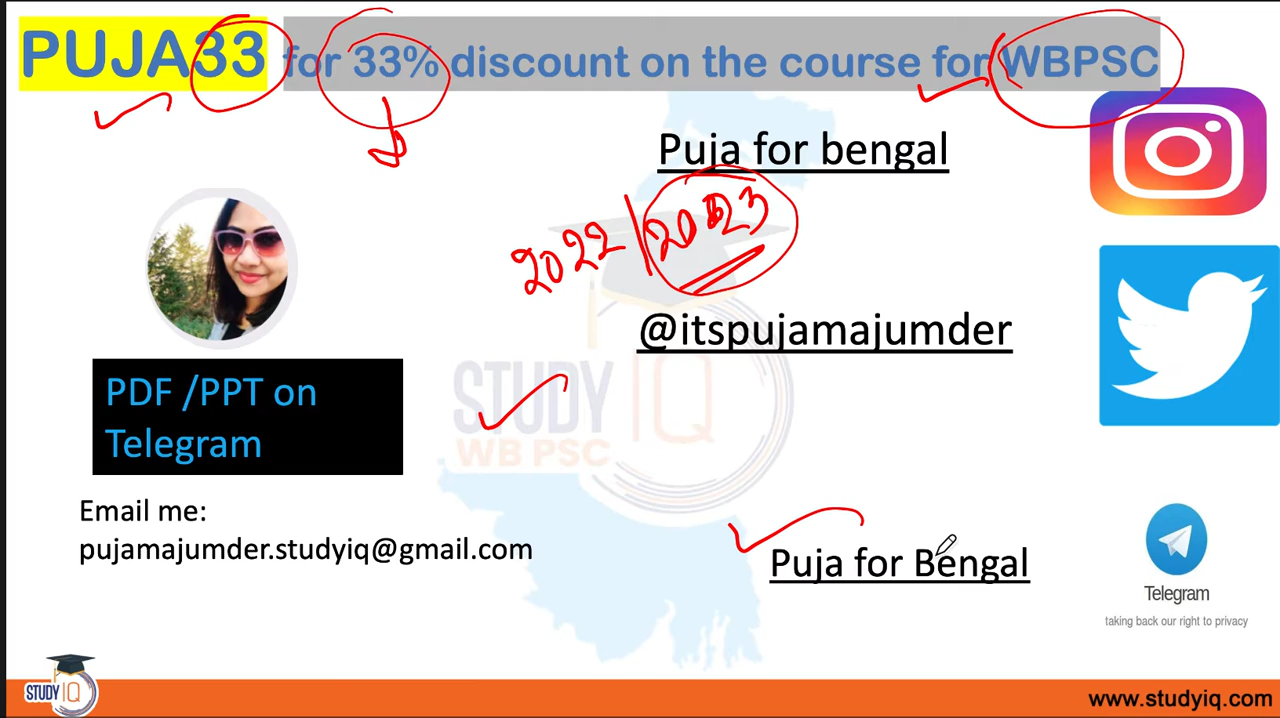 PUJA33 for 33% discount on the course for WBPSC
Puja for bengal
2022/2023
@itspujamajumder
PDF /PPT on
Telegram
STUDY IQ
WB PSC
Email me:
pujamajumder.studyiq@gmail.com
Puja for Bengal
Telegram
taking back our right to privacy
STUDY IQ
www.studyiq.com